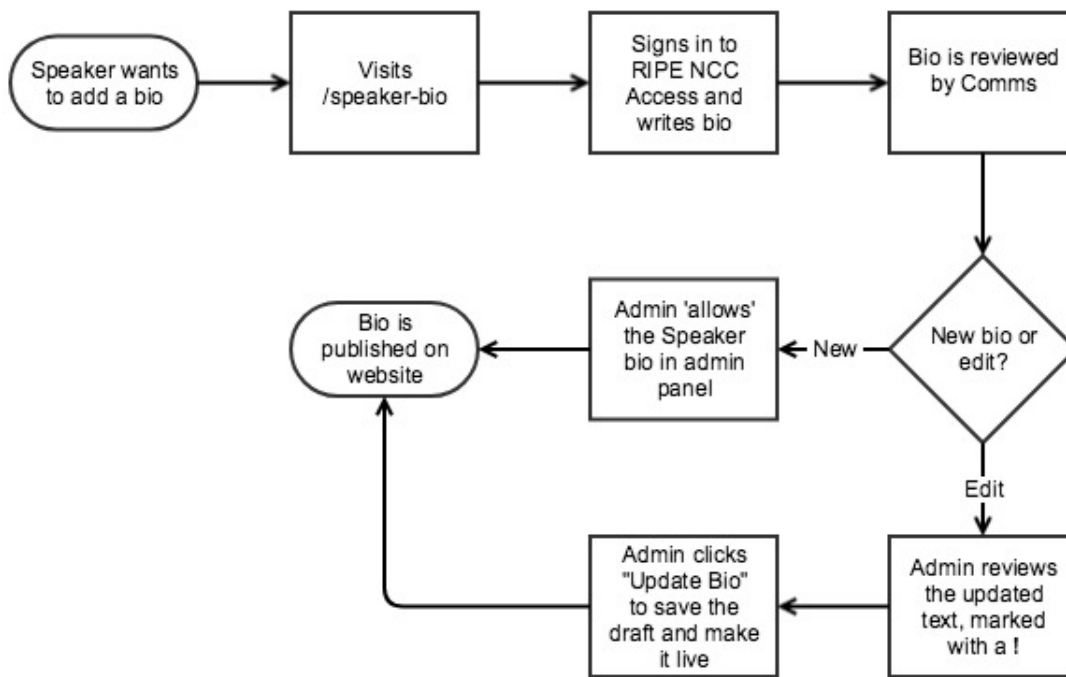 Speaker wants
to add a bio
Visits
/speaker-bio
Signs in to
RIPE NCC
Access and
writes bio
Bio is reviewed
by Comms
New bio or
edit?
New
Admin 'allows'
the Speaker
bio in admin
panel
Bio is
published on
website
Edit
Admin reviews
the updated
text, marked
with a !
Admin clicks
"Update Bio"
to save the
draft and make
it live